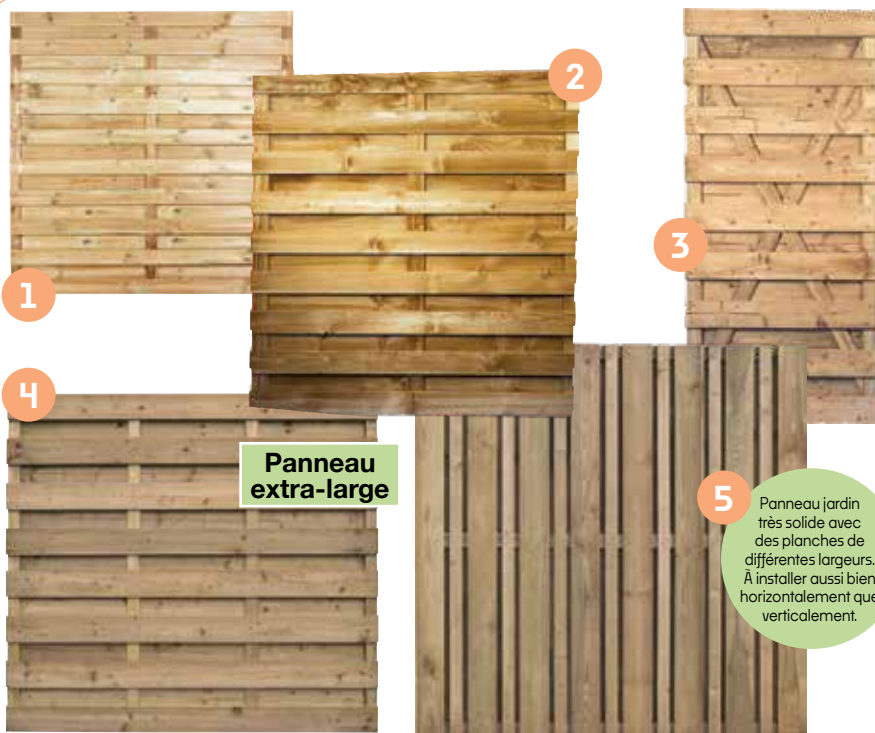 1
2
3
4
Panneau
extra-large
5
Panneau jardin
très solide avec
des planches de
différentes largeurs.
À installer aussi bien
horizontalement que
verticalement.